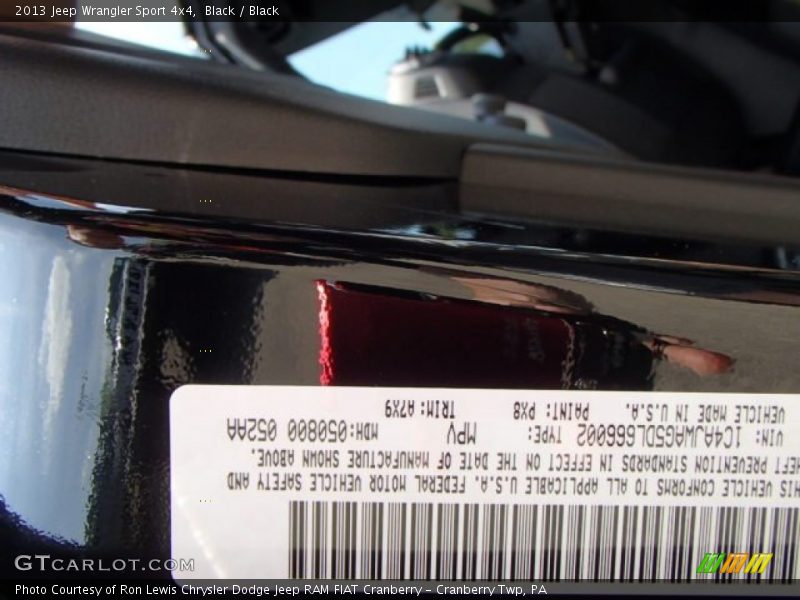 2013 Jeep Wrangler Sport 4x4, Black / Black
THIS VEHICLE CONFORMS TO ALL APPLICABLE U.S.A. FEDERAL MOTOR VEHICLE SAFETY AND
THEFT PREVENTION STANDARDS IN EFFECT ON THE DATE OF MANUFACTURE SHOWN ABOVE.
VIN: 1C4AJWAG5DL666002 TYPE: MPV MDH:050800 052AA
VEHICLE MADE IN U.S.A. PAINT: PX8 TRIM:A7X9
GTCARLOT.COM
Photo Courtesy of Ron Lewis Chrysler Dodge Jeep RAM FIAT Cranberry – Cranberry Twp, PA